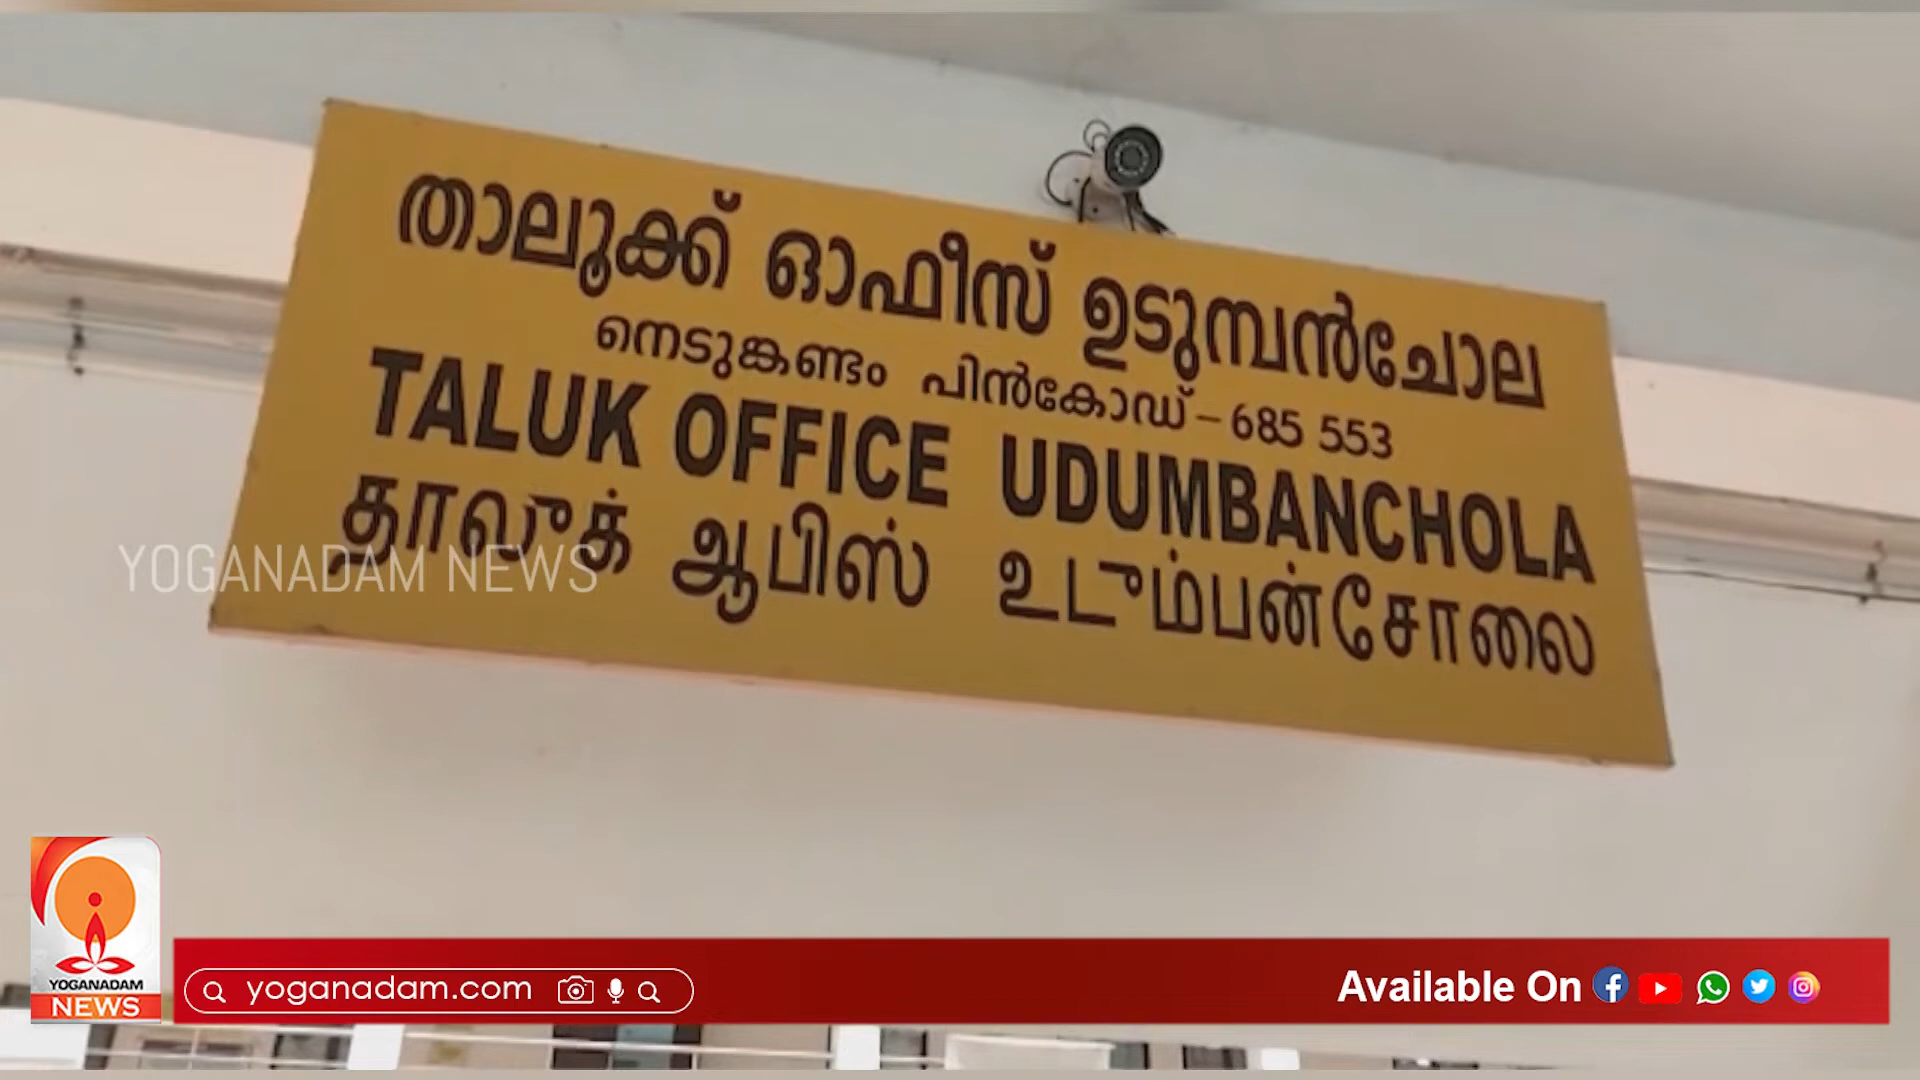 താലൂക്ക് ഓഫീസ് ഉടുമ്പൻചോല
നെടുങ്കണ്ടം പിൻകോഡ് - 685 553
TALUK OFFICE UDUMBANCHOLA
தாலுக் ஆபிஸ் உடும்பன்சோலை
YOGANADAM NEWS
YOGANADAM
NEWS
yoganadam.com
Available On